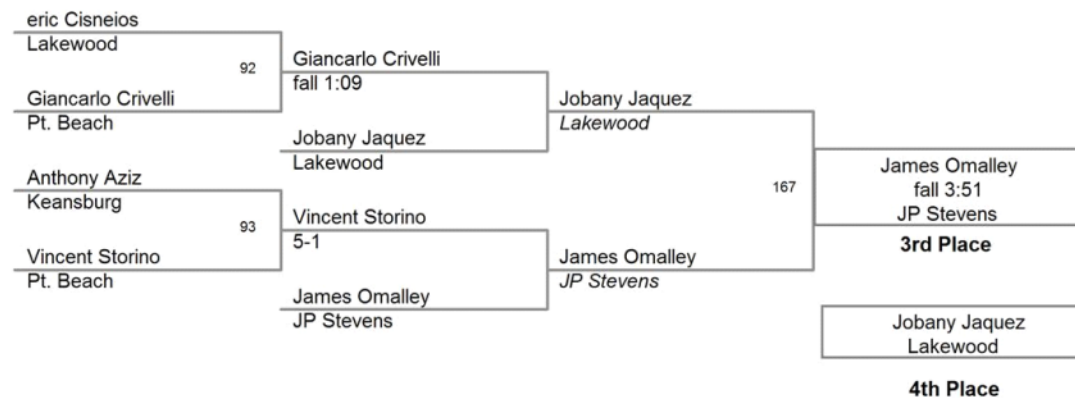 eric Cisneios
Lakewood
92
Giancarlo Crivelli
Pt. Beach
Anthony Aziz
Keansburg
93
Vincent Storino
Pt. Beach
Giancarlo Crivelli
fall 1:09
Jobany Jaquez
Lakewood
Vincent Storino
5-1
James Omalley
JP Stevens
Jobany Jaquez
Lakewood
167
James Omalley
JP Stevens
James Omalley
fall 3:51
JP Stevens
3rd Place
Jobany Jaquez
Lakewood
4th Place